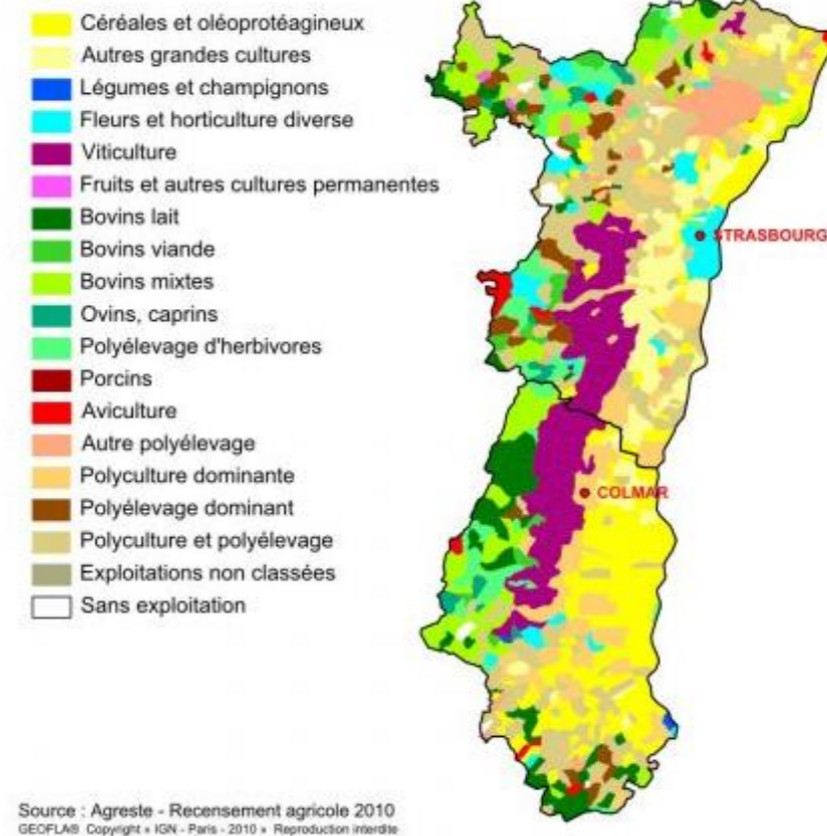 Céréales et oléoprotéagineux
Autres grandes cultures
Légumes et champignons
Fleurs et horticulture diverse
Viticulture
Fruits et autres cultures permanentes
Bovins lait
Bovins viande
Bovins mixtes
Ovins, caprins
Polyélevage d'herbivores
Porcins
Aviculture
Autre polyélevage
Polyculture dominante
Polyélevage dominant
Polyculture et polyélevage
Exploitations non classées
Sans exploitation
STRASBOURG
COLMAR
Source : Agreste - Recensement agricole 2010
GEOFLA® Copyright « IGN - Paris - 2010 » Reproduction interdite